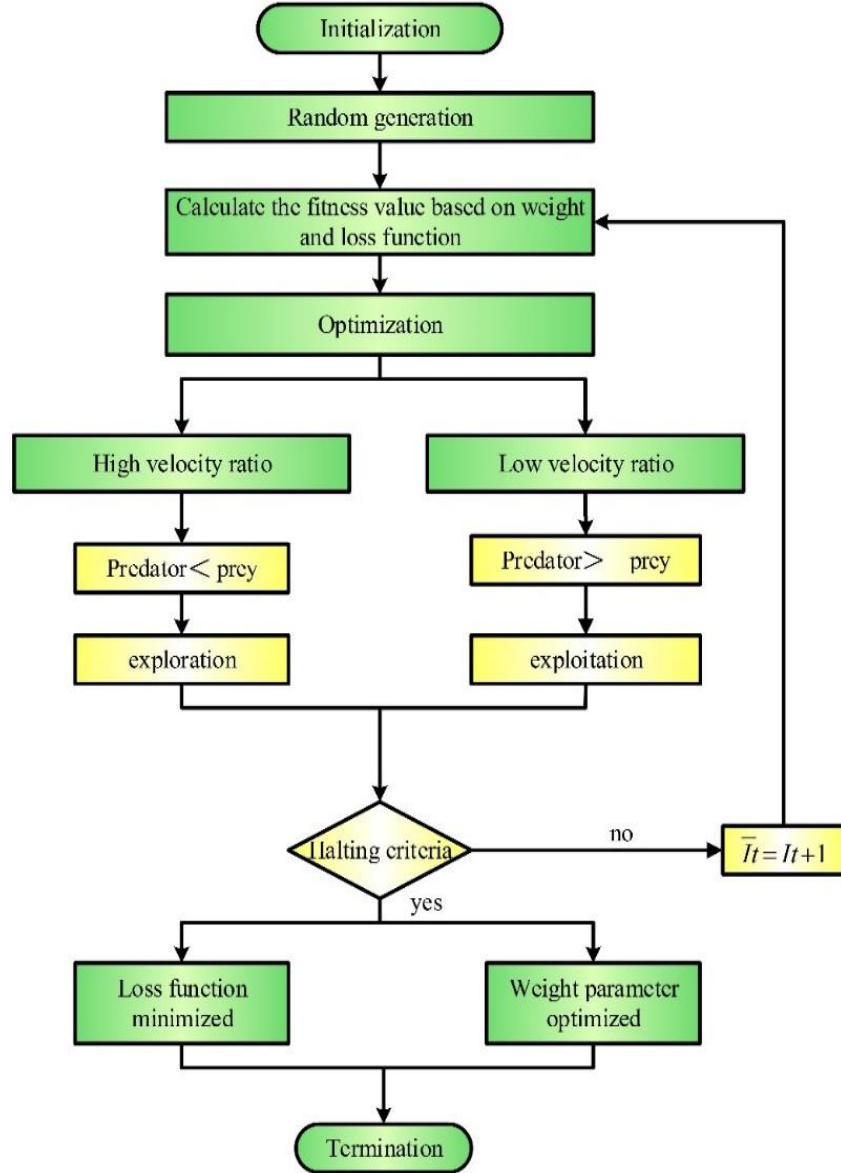 Initialization
Random generation
Calculate the fitness value based on weight
and loss function
Optimization
High velocity ratio
Low velocity ratio
Predator< prey
Predator> prey
exploration
exploitation
Halting criteria
no
I̅t = It+1
yes
Loss function
minimized
Weight parameter
optimized
Termination